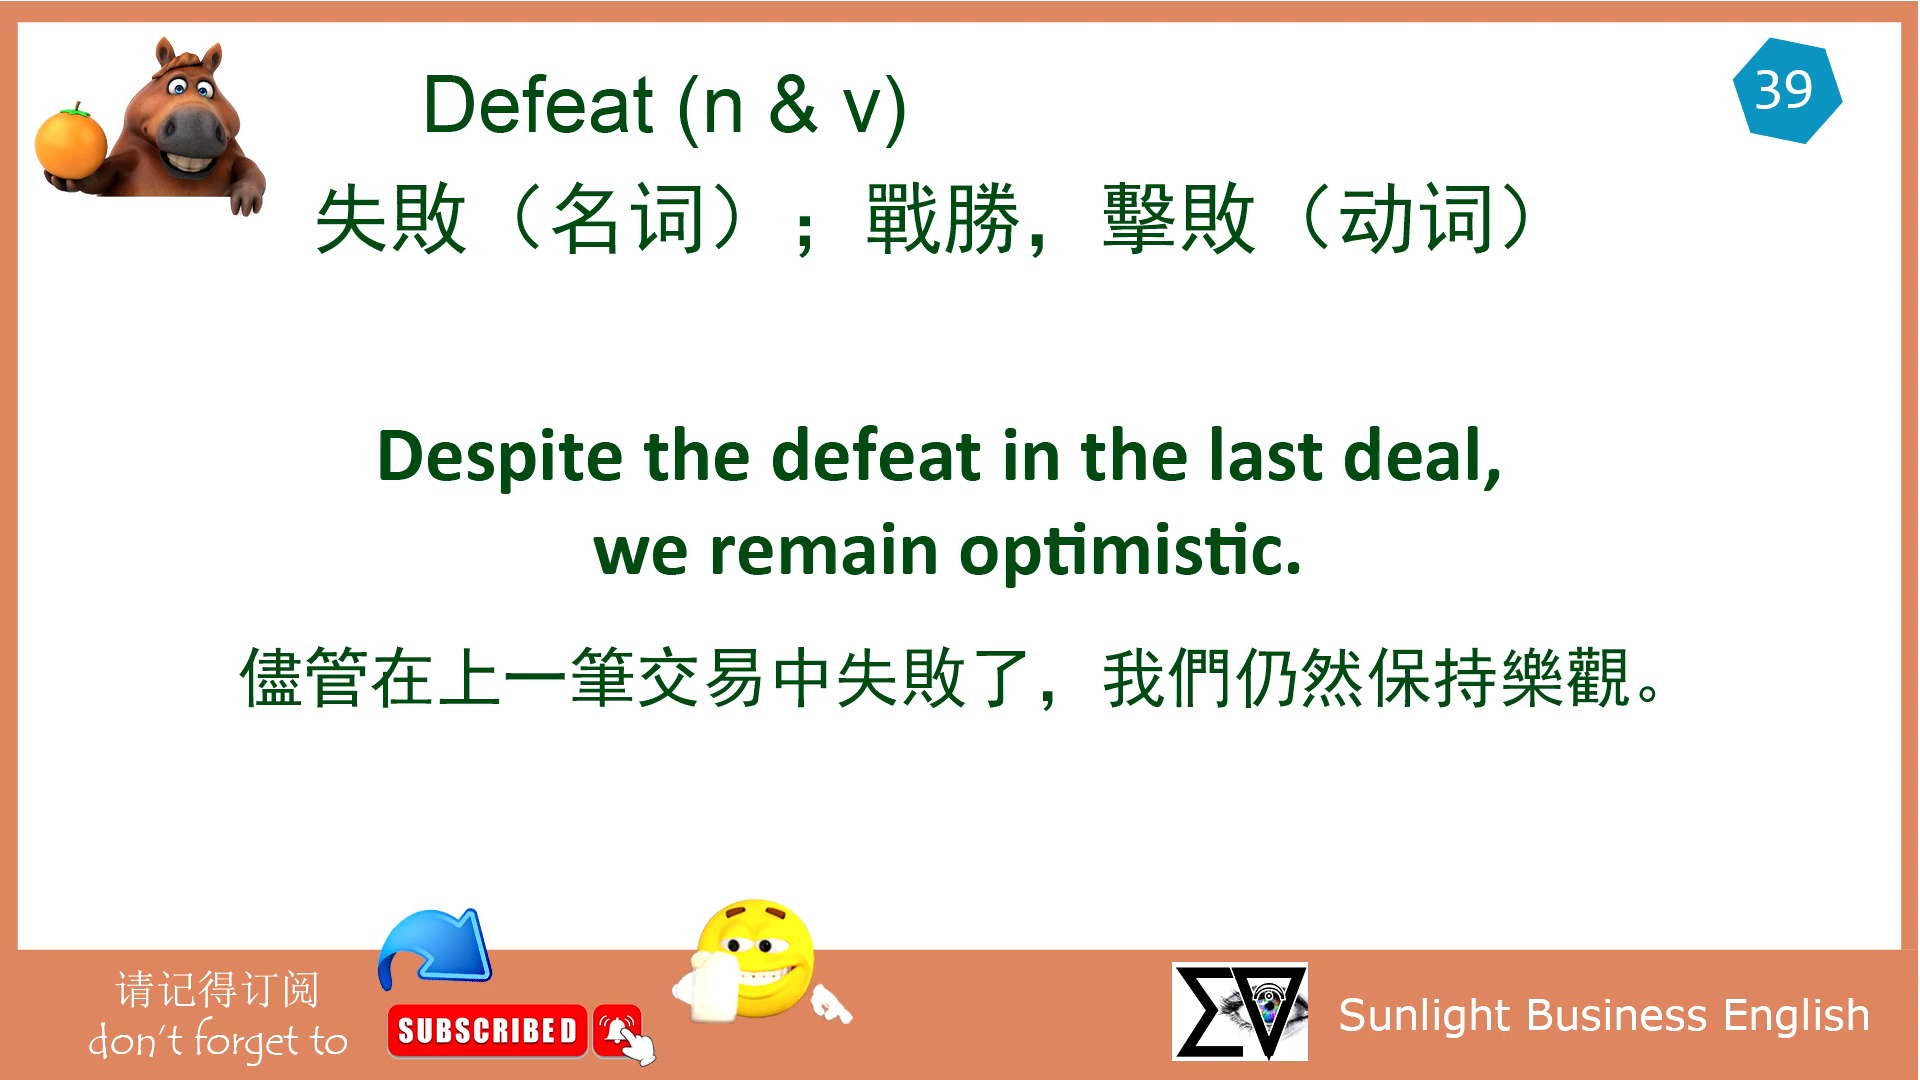 Defeat (n & v)
39
失敗（名词）；戰勝，擊敗（动词）
Despite the defeat in the last deal,
we remain optimistic.
儘管在上一筆交易中失敗了，我們仍然保持樂觀。
请记得订阅
don't forget to
SUBSCRIBED
Sunlight Business English